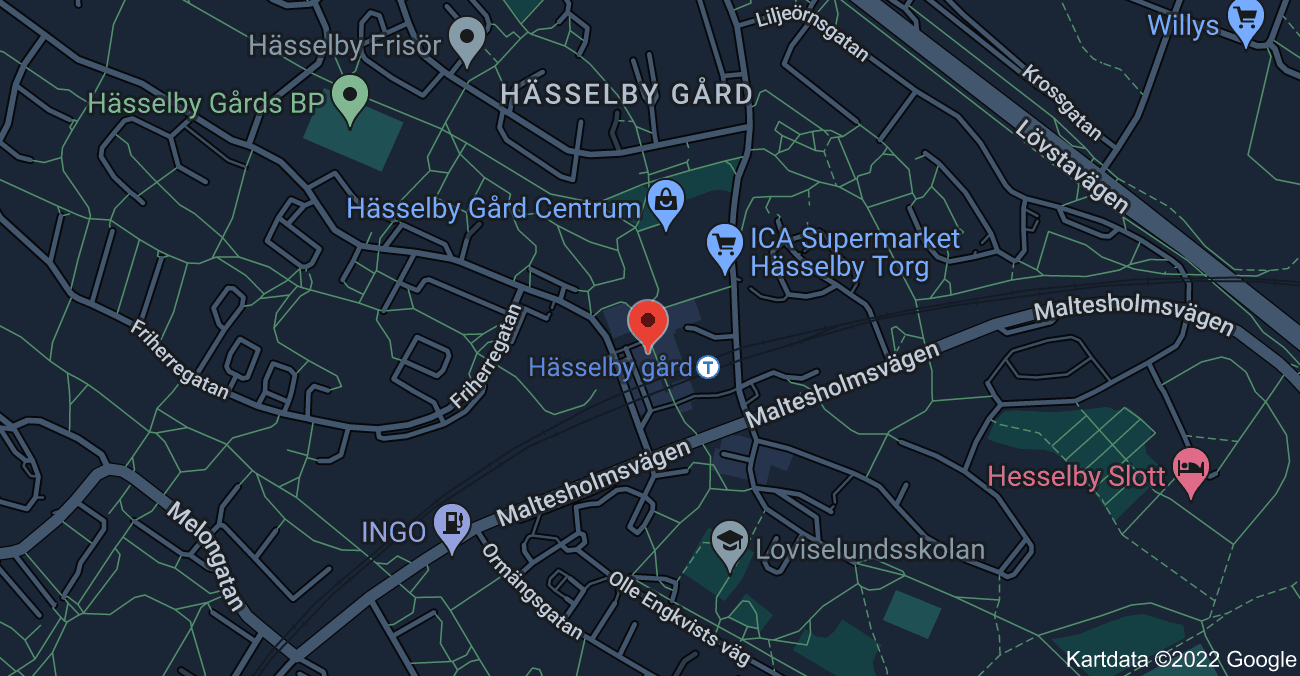 Liljeörnsgatan
Willys
Hässelby Frisör
Krossgatan
HÄSSELBY GÅRD
Hässelby Gårds BP
Lövstavägen
Hässelby Gård Centrum
ICA Supermarket
Hässelby Torg
Maltesholmsvägen
Friherregatan
Friherregatan
Hässelby gård T
Maltesholmsvägen
Maltesholmsvägen
Hesselby Slott
Melongatan
INGO
Loviselundsskolan
Ormängsgatan
Olle Engkvists väg
Kartdata ©2022 Google